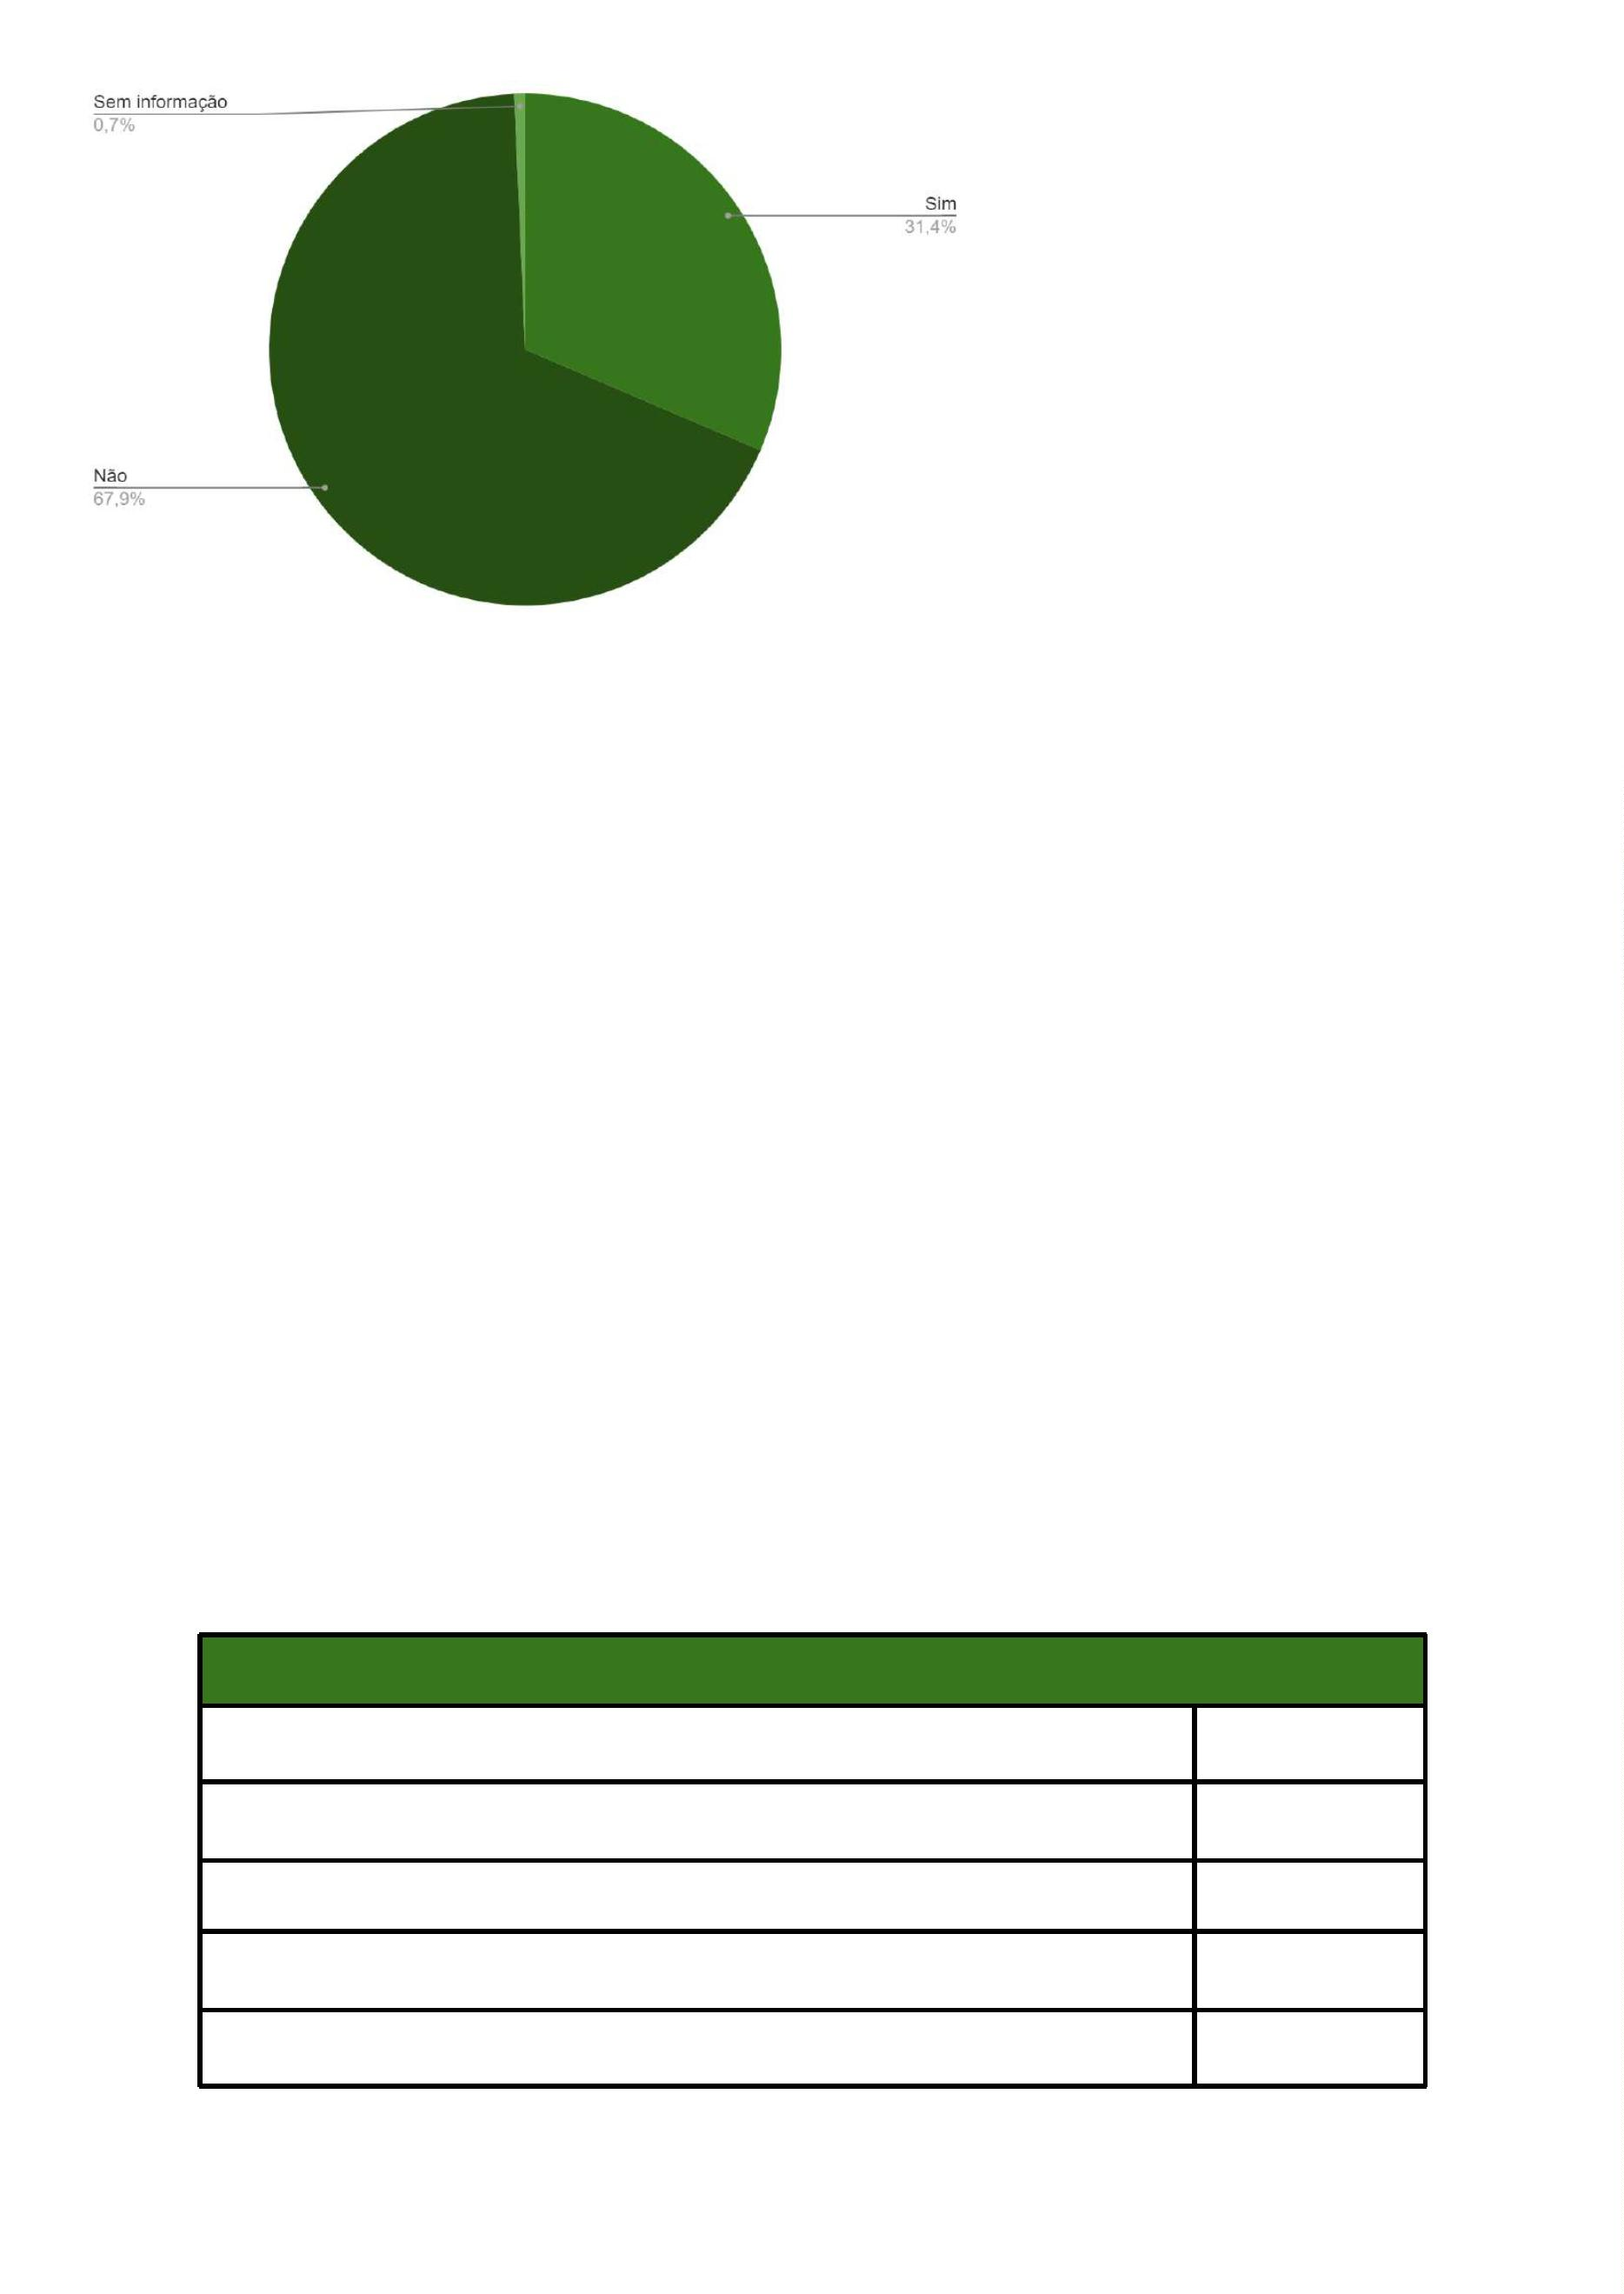 Sem informação
0,7%
Sim
31,4%
Não
67,9%